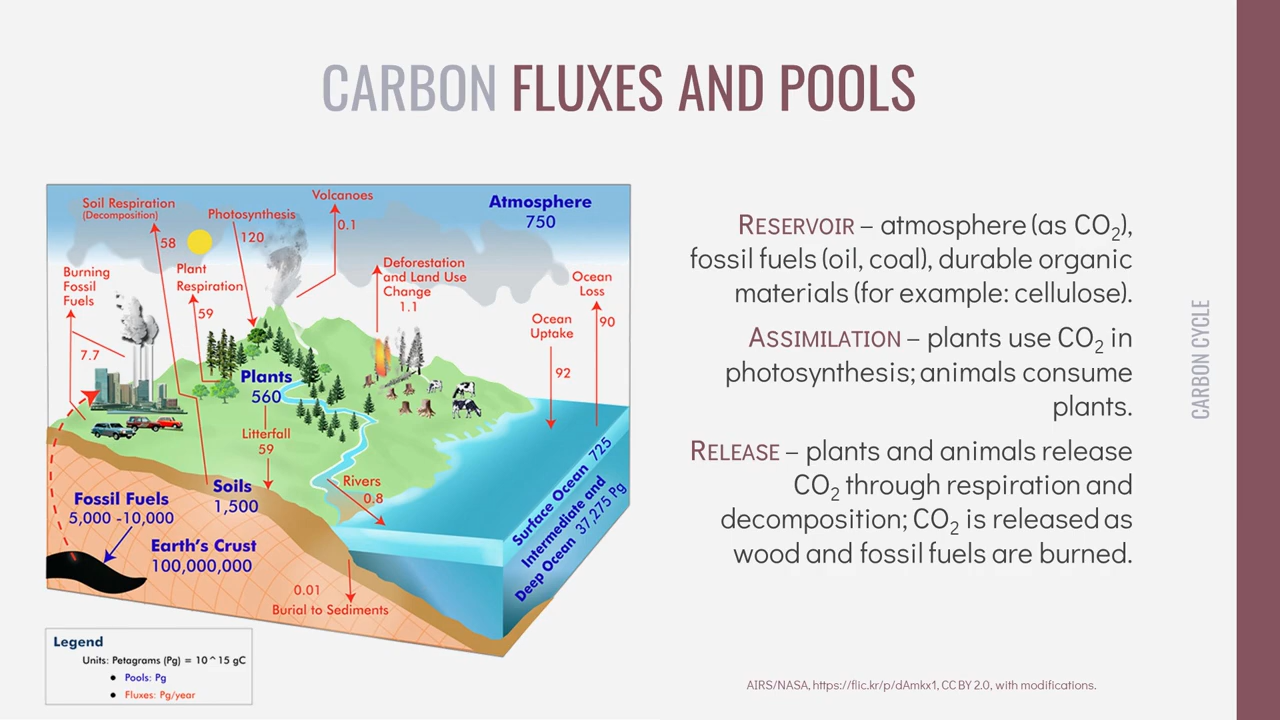 CARBON FLUXES AND POOLS
Soil Respiration
(Decomposition)
58
Photosynthesis
120
Volcanoes
0.1
Atmosphere
750
Burning
Fossil
Fuels
7.7
Plant
Respiration
59
Deforestation
and Land Use
Change
1.1
Ocean
Loss
90
Ocean
Uptake
92
Plants
560
Litterfall
59
Rivers
0.8
Soils
1,500
Fossil Fuels
5,000 -10,000
Earth's Crust
100,000,000
Surface Ocean 725
Intermediate and
Deep Ocean 37,275 Pg
0.01
Burial to Sediments
Legend
Units: Petagrams (Pg) = 10^15 gC
• Pools: Pg
• Fluxes: Pg/year
RESERVOIR – atmosphere (as CO₂),
fossil fuels (oil, coal), durable organic
materials (for example: cellulose).
ASSIMILATION – plants use CO₂ in
photosynthesis; animals consume
plants.
RELEASE – plants and animals release
CO₂ through respiration and
decomposition; CO₂ is released as
wood and fossil fuels are burned.
CARBON CYCLE
AIRS/NASA, https://flic.kr/p/dAmkx1, CC BY 2.0, with modifications.